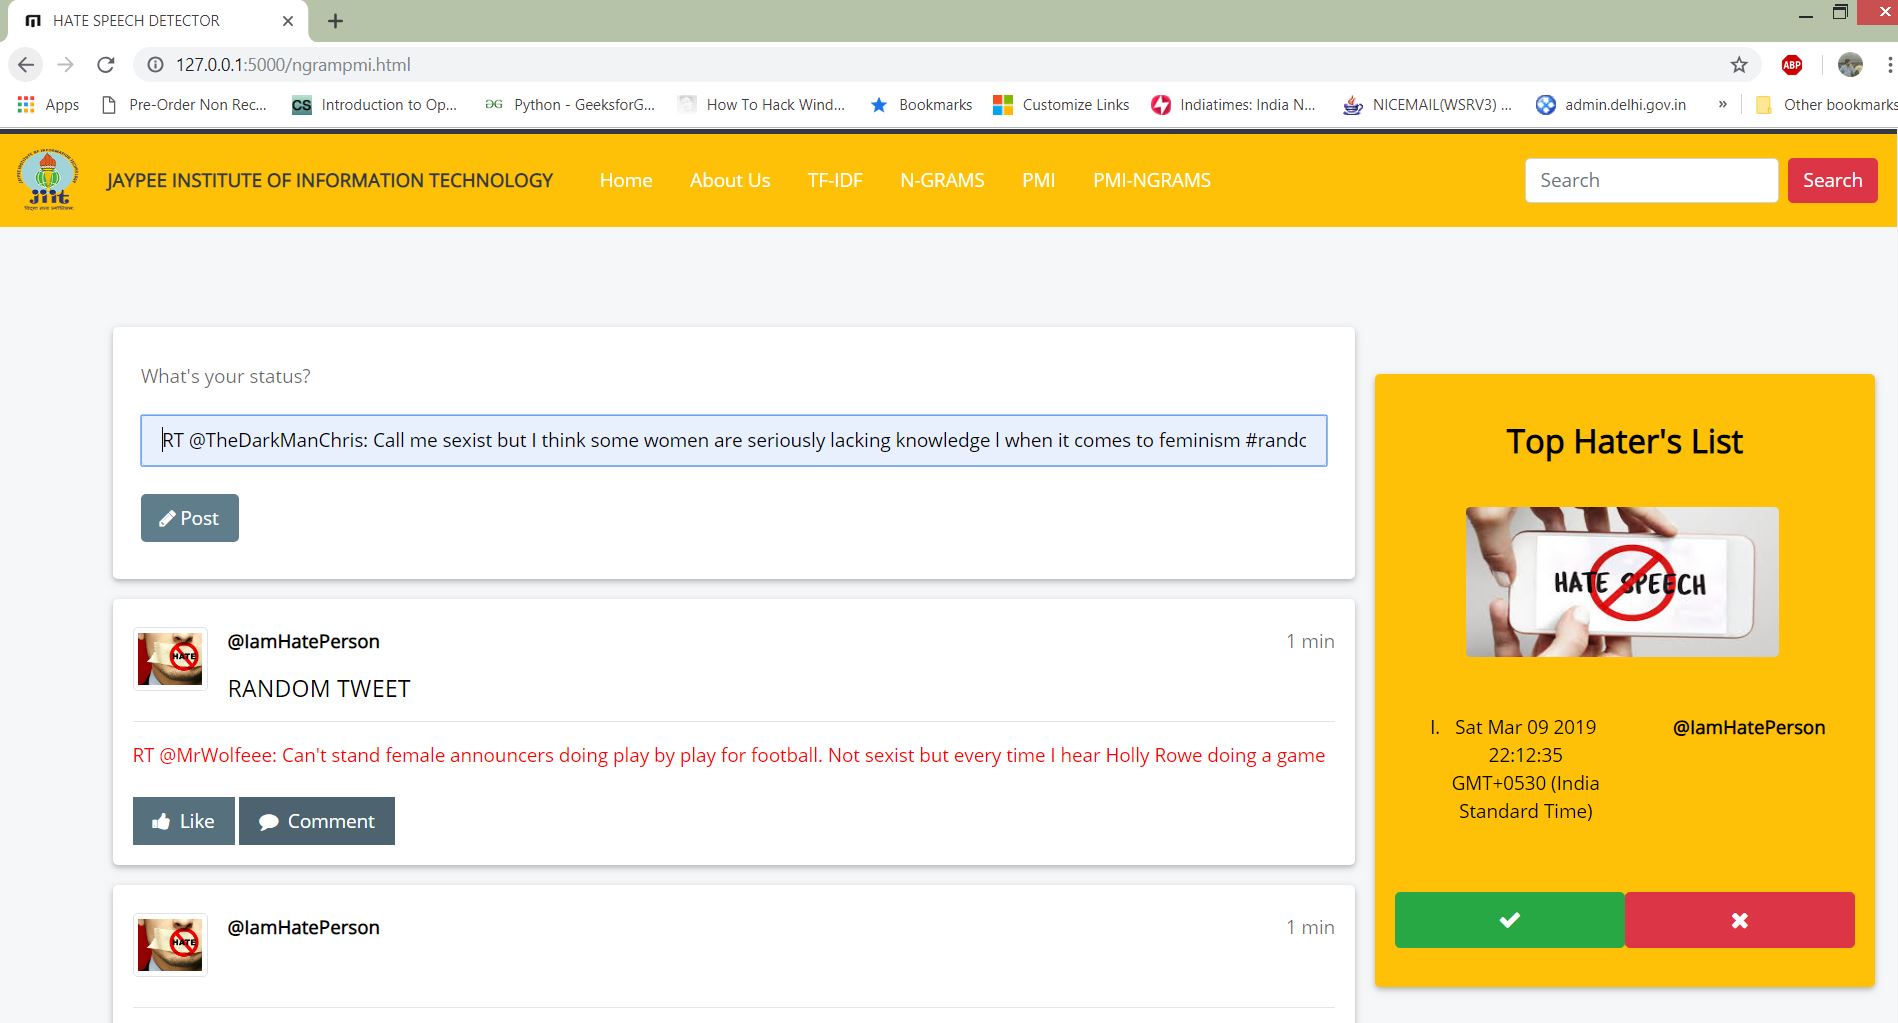 HATE SPEECH DETECTOR
127.0.0.1:5000/ngrampmi.html
ABP
Apps
Pre-Order Non Rec...
CS
Introduction to Op...
Python - GeeksforG...
How To Hack Wind...
Bookmarks
Customize Links
Indiatimes: India N...
NICEMAIL(WSRV3) ...
admin.delhi.gov.in
»
Other bookmarks
jiit
JAYPEE INSTITUTE OF INFORMATION TECHNOLOGY
Home
About Us
TF-IDF
N-GRAMS
PMI
PMI-NGRAMS
Search
Search
What's your status?
RT @TheDarkManChris: Call me sexist but I think some women are seriously lacking knowledge l when it comes to feminism #rando
Post
@IamHatePerson
1 min
HATE
RANDOM TWEET
RT @MrWolfeee: Can't stand female announcers doing play by play for football. Not sexist but every time I hear Holly Rowe doing a game
Like
Comment
@IamHatePerson
1 min
HATE
Top Hater's List
HATE SPEECH
I. Sat Mar 09 2019
22:12:35
GMT+0530 (India
Standard Time)
@IamHatePerson